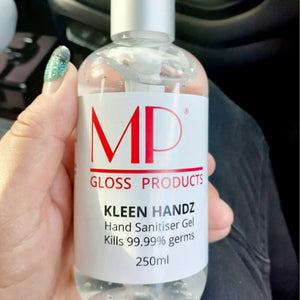 MP®
GLOSS PRODUCTS
KLEEN HANDZ
Hand Sanitiser Gel
Kills 99.99% germs
250ml